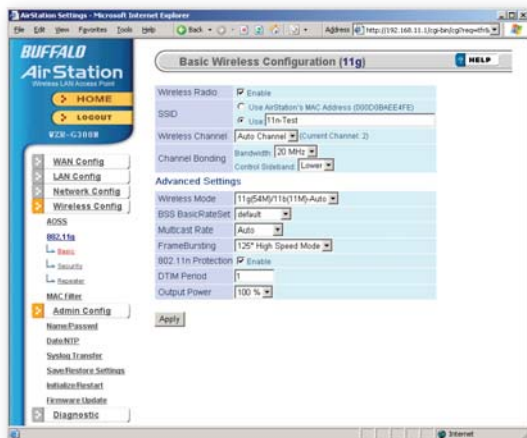 AirStation Settings - Microsoft Internet Explorer
File Edit View Favorites Tools Help
Back
Address
BUFFALO
AirStation
Wireless LAN Access Point
HOME
LOGOUT
WZR-G300N
WAN Config
LAN Config
Network Config
Wireless Config
AOSS
802.11g
Basic
Security
Repeater
MAC Filter
Admin Config
Name/Passwd
Date/NTP
Syslog Transfer
Save/Restore Settings
Initialize/Restart
Firmware Update
Diagnostic
Basic Wireless Configuration (11g)
HELP
Wireless Radio Enable
SSID
Use AirStation's MAC Address (000D0BAEE4FE)
Use: 11n-Test
Wireless Channel Auto Channel (Current Channel: 2)
Channel Bonding
Bandwidth: 20 MHz
Control Sideband: Lower
Advanced Settings
Wireless Mode 11g(54M)/11b(11M)-Auto
BSS BasicRateSet default
Multicast Rate Auto
FrameBursting 125* High Speed Mode
802.11n Protection Enable
DTIM Period 1
Output Power 100 %
Apply
Internet